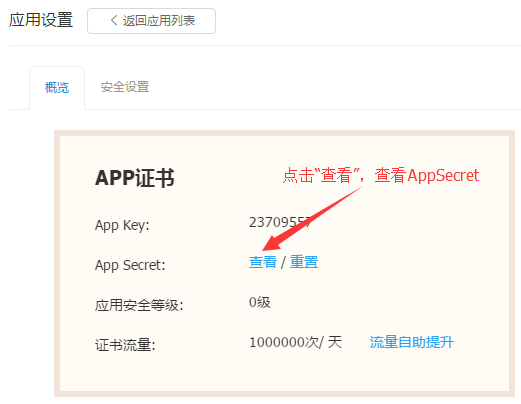 应用设置 返回应用列表
概览 安全设置
APP证书
点击“查看”，查看AppSecret
App Key: 23709557
App Secret: 查看 / 重置
应用安全等级: 0级
证书流量: 1000000次/ 天 流量自助提升